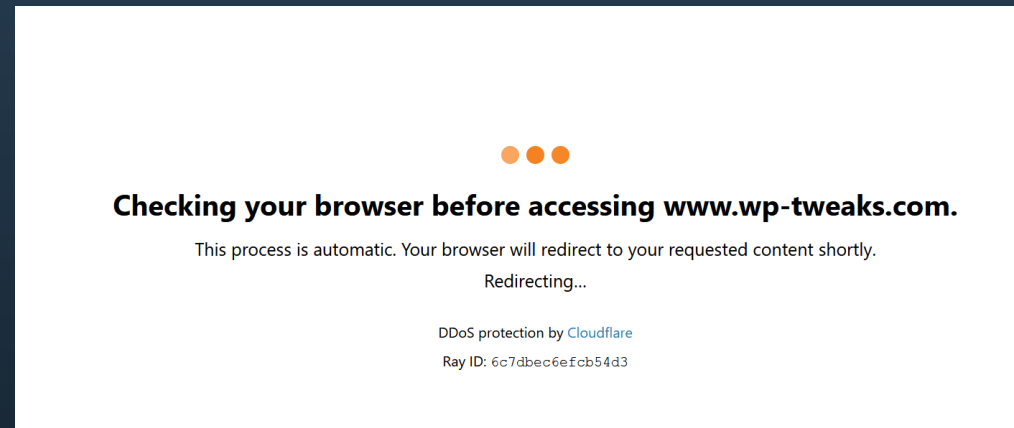 Checking your browser before accessing www.wp-tweaks.com.
This process is automatic. Your browser will redirect to your requested content shortly.
Redirecting...
DDoS protection by Cloudflare
Ray ID: 6c7dbec6efcb54d3